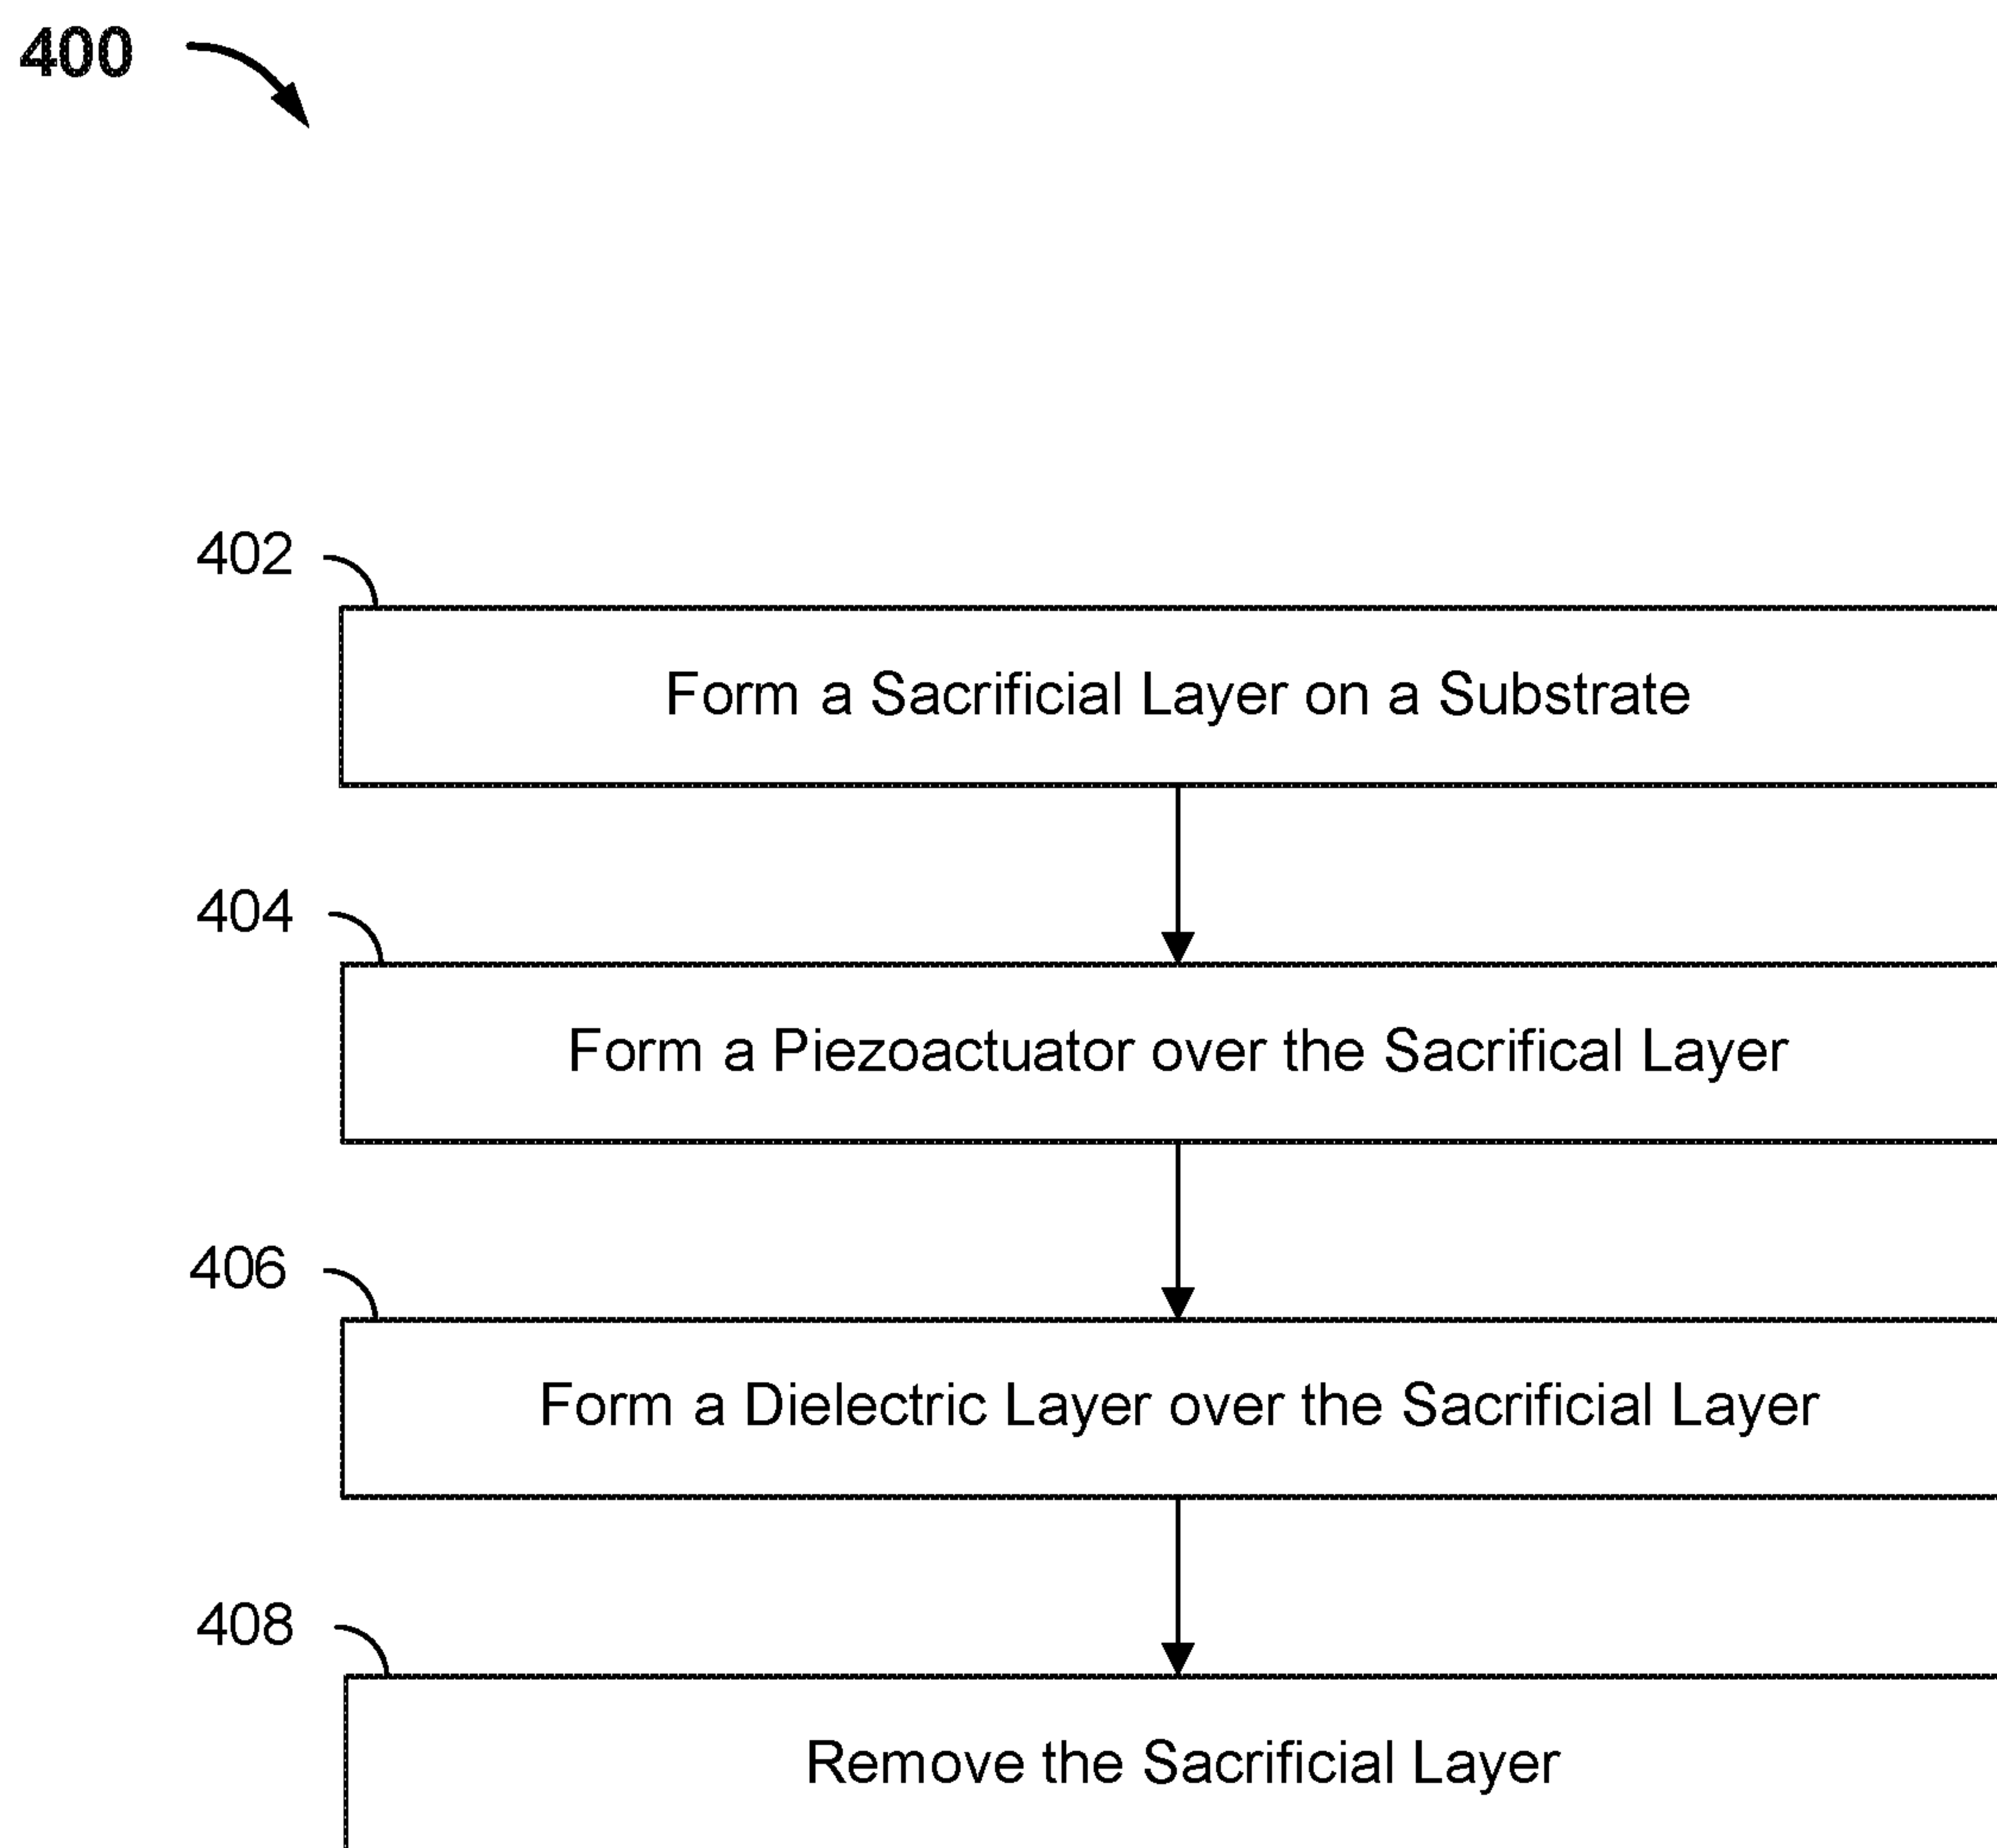 400
402
Form a Sacrificial Layer on a Substrate
404
Form a Piezoactuator over the Sacrifical Layer
406
Form a Dielectric Layer over the Sacrificial Layer
408
Remove the Sacrificial Layer